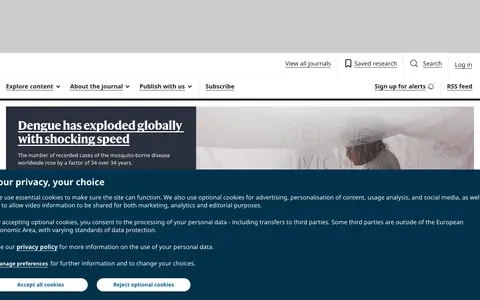 View all journals
Saved research
Search
Log in
Explore content
About the journal
Publish with us
Subscribe
Sign up for alerts
RSS feed
Dengue has exploded globally
with shocking speed
The number of recorded cases of the mosquito-borne disease
worldwide rose by a factor of 34 over 34 years.
our privacy, your choice
e use essential cookies to make sure the site can function. We also use optional cookies for advertising, personalisation of content, usage analysis, and social media, as wel
to allow video information to be shared for both marketing, analytics and editorial purposes.
accepting optional cookies, you consent to the processing of your personal data - including transfers to third parties. Some third parties are outside of the European
onomic Area, with varying standards of data protection.
e our privacy policy for more information on the use of your personal data.
anage preferences for further information and to change your choices.
Accept all cookies
Reject optional cookies